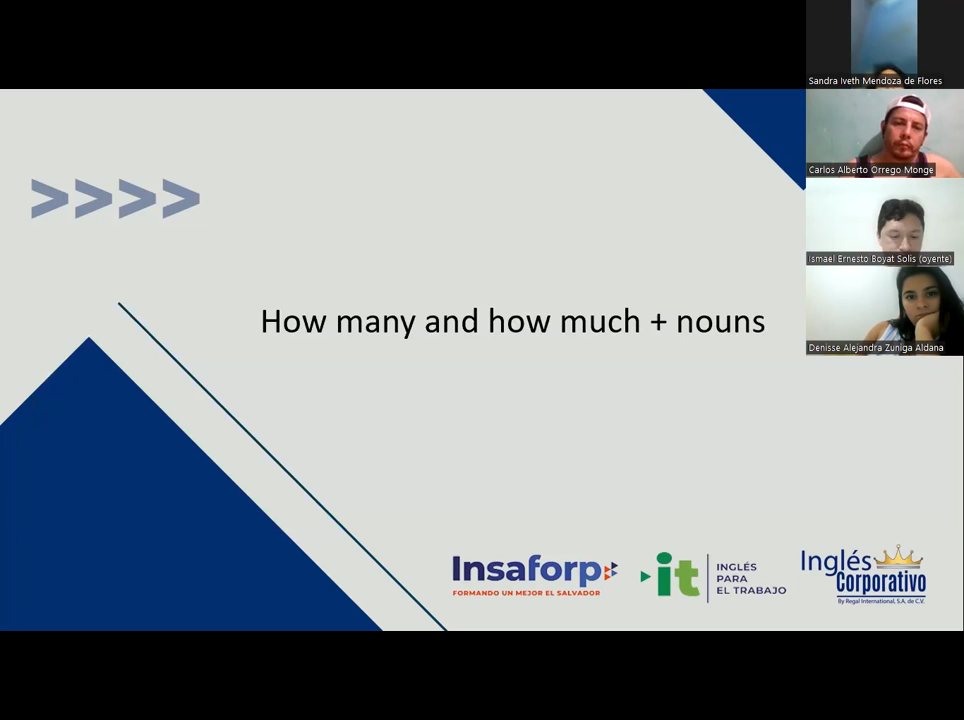 Sandra Iveth Mendoza de Flores
Carlos Alberto Orrego Monge
Ismael Ernesto Boyat Solis (oyente)
Denisse Alejandra Zuniga Aldana
>>>>
How many and how much + nouns
Insaforp
FORMANDO UN MEJOR EL SALVADOR
it
INGLÉS
PARA
EL TRABAJO
Inglés
Corporativo
By Regal International, S.A. de C.V.